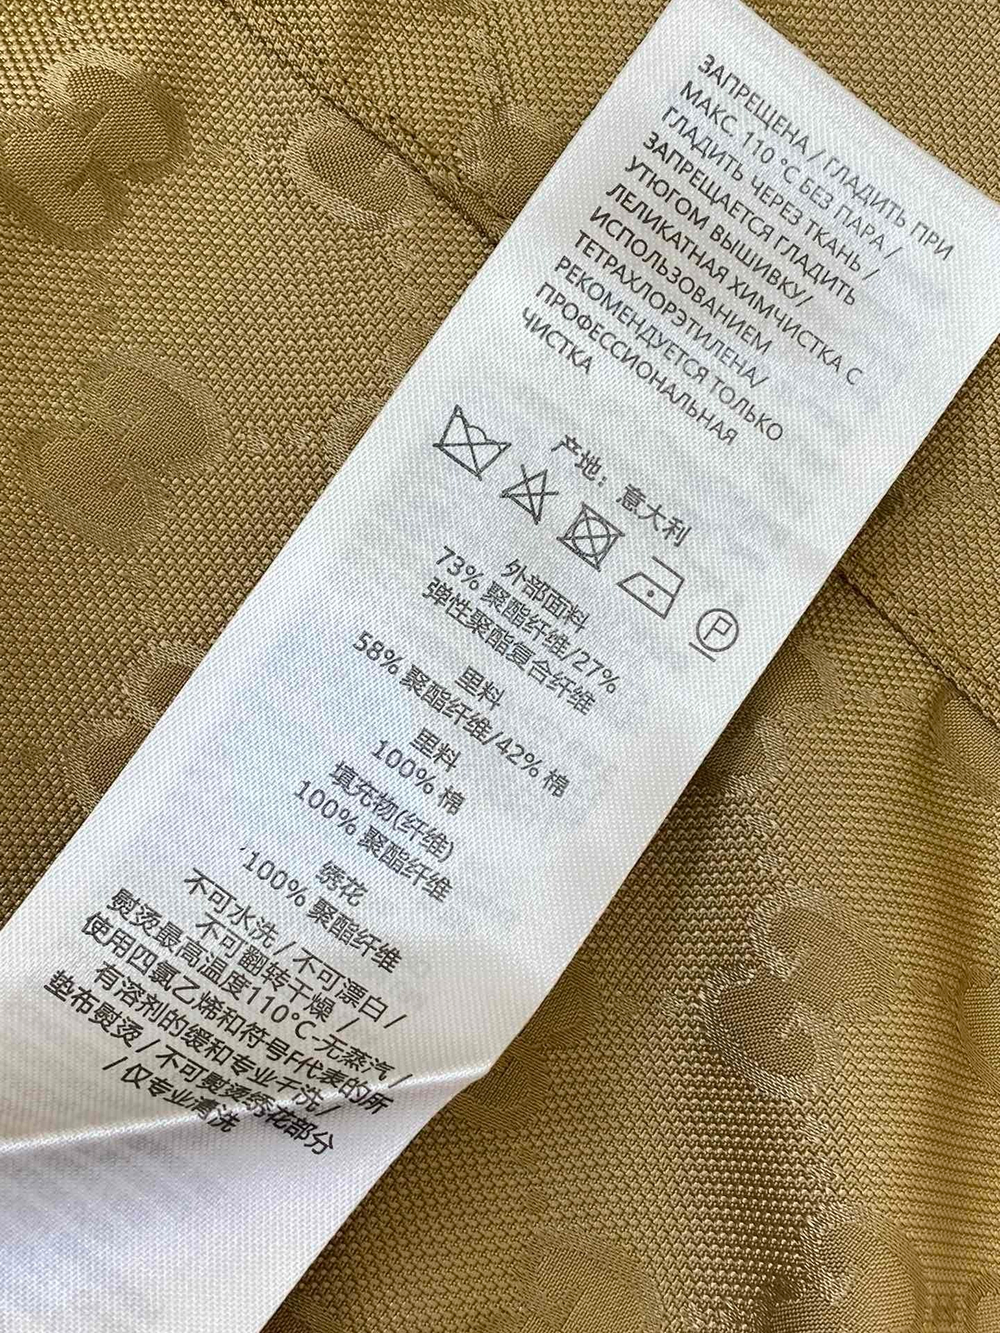 ЗАПРЕЩЕНА / ГЛАДИТЬ ПРИ
МАКС. 110 °C БЕЗ ПАРА /
ГЛАДИТЬ ЧЕРЕЗ ТКАНЬ /
ЗАПРЕЩАЕТСЯ ГЛАДИТЬ
УТЮГОМ ВЫШИВКУ/
ЛЕЛИКАТНАЯ ХИМЧИСТКА С
ИСПОЛЬЗОВАНИЕМ
ТЕТРАХЛОРЭТИЛЕНА/
РЕКОМЕНДУЕТСЯ ТОЛЬКО
ПРОФЕССИОНАЛЬНАЯ
ЧИСТКА
产地：意大利
P
外部面料
73% 聚酯纤维/27%
弹性聚酯复合纤维
里料
58% 聚酯纤维/42% 棉
里料
100% 棉
填充物(纤维)
100% 聚酯纤维
绣花
100% 聚酯纤维
不可水洗 / 不可漂白 /
不可翻转干燥 /
熨烫最高温度110°C-无蒸汽 /
使用四氯乙烯和符号F代表的所
有溶剂的缓和专业干洗 /
垫布熨烫 / 不可熨烫绣花部分
/ 仅专业清洗